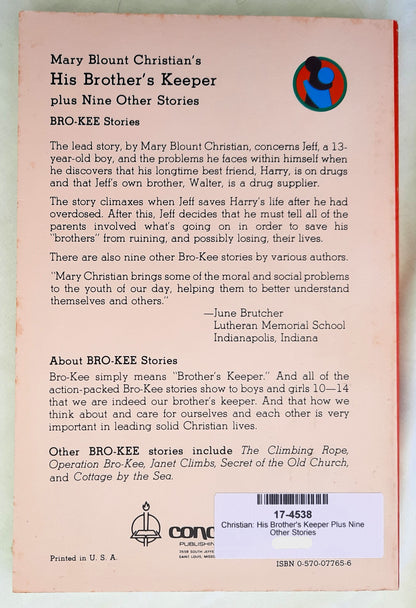 Mary Blount Christian's
His Brother's Keeper
plus Nine Other Stories
BRO-KEE Stories
The lead story, by Mary Blount Christian, concerns Jeff, a 13-
year-old boy, and the problems he faces within himself when
he discovers that his longtime best friend, Harry, is on drugs
and that Jeff's own brother, Walter, is a drug supplier.
The story climaxes when Jeff saves Harry's life after he had
overdosed. After this, Jeff decides that he must tell all of the
parents involved what's going on in order to save his
"brothers" from ruining, and possibly losing, their lives.
There are also nine other Bro-Kee stories by various authors.
"Mary Christian brings some of the moral and social problems
to the youth of our day, helping them to better understand
themselves and others."
—June Brutcher
Lutheran Memorial School
Indianapolis, Indiana
About BRO-KEE Stories
Bro-Kee simply means "Brother's Keeper." And all of the
action-packed Bro-Kee stories show to boys and girls 10—14
that we are indeed our brother's keeper. And that how we
think about and care for ourselves and each other is very
important in leading solid Christian lives.
Other BRO-KEE stories include The Climbing Rope,
Operation Bro-Kee, Janet Climbs, Secret of the Old Church,
and Cottage by the Sea.
17-4538
Christian: His Brother's Keeper Plus Nine
Other Stories
CONC
PUBLISHIN
3558 SOUTH JEFFE
SAINT LOUIS, MISSO
Printed in U. S. A.
ISBN 0-570-07765-6